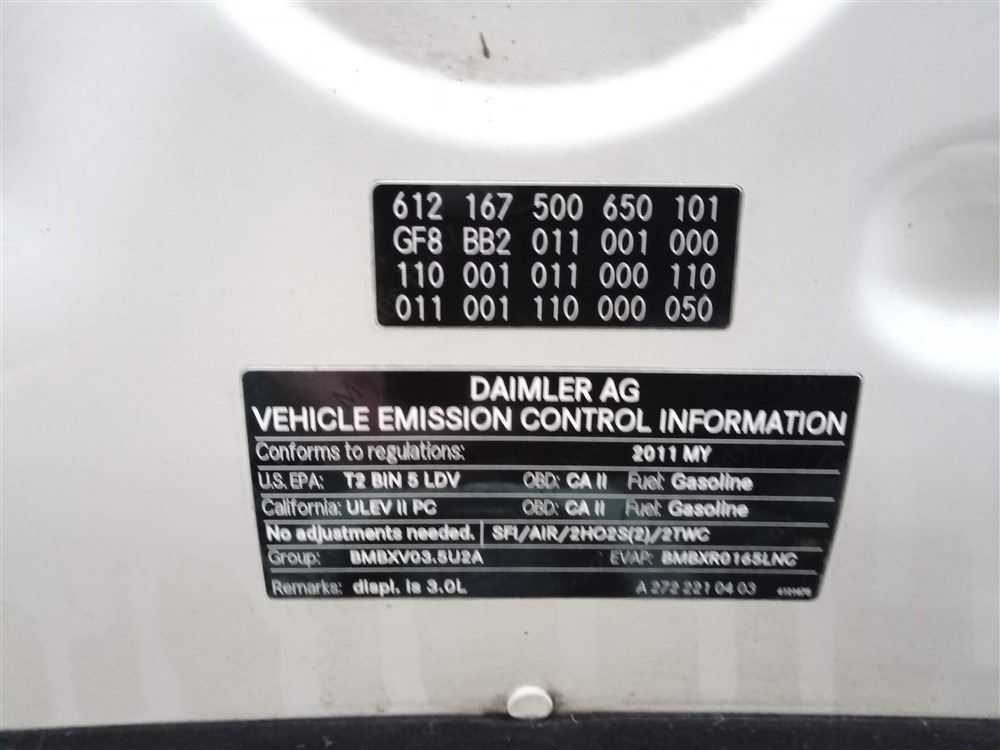 612 167 500 650 101
GF8 BB2 011 001 000
110 001 011 000 110
011 001 110 000 050
DAIMLER AG
VEHICLE EMISSION CONTROL INFORMATION
Conforms to regulations: 2011 MY
U.S. EPA: T2 BIN 5 LDV OBD: CA II Fuel: Gasoline
California: ULEV II PC OBD: CA II Fuel: Gasoline
No adjustments needed. SFI/AIR/2HO2S(2)/2TWC
Group: BMBXV03.5U2A EVAP: BMBXR0165LNC
Remarks: displ. is 3.0L A 272 221 04 03